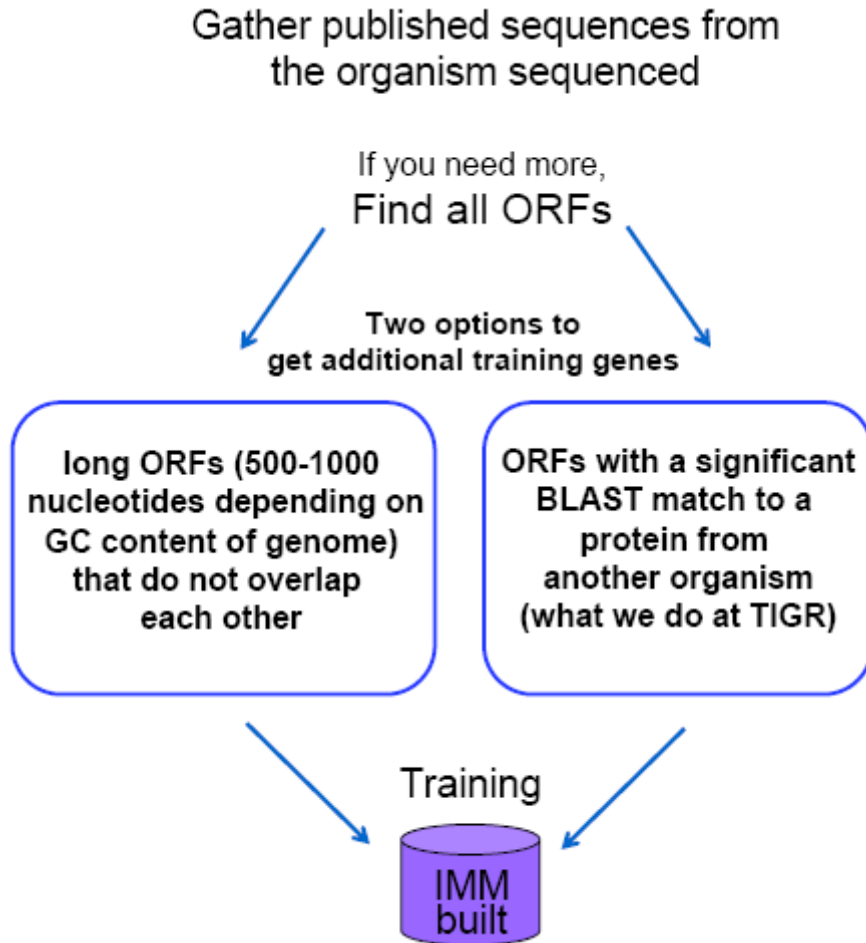 Gather published sequences from
the organism sequenced
If you need more,
Find all ORFs
Two options to
get additional training genes
long ORFs (500-1000
nucleotides depending on
GC content of genome)
that do not overlap
each other
ORFs with a significant
BLAST match to a
protein from
another organism
(what we do at TIGR)
Training
IMM
built